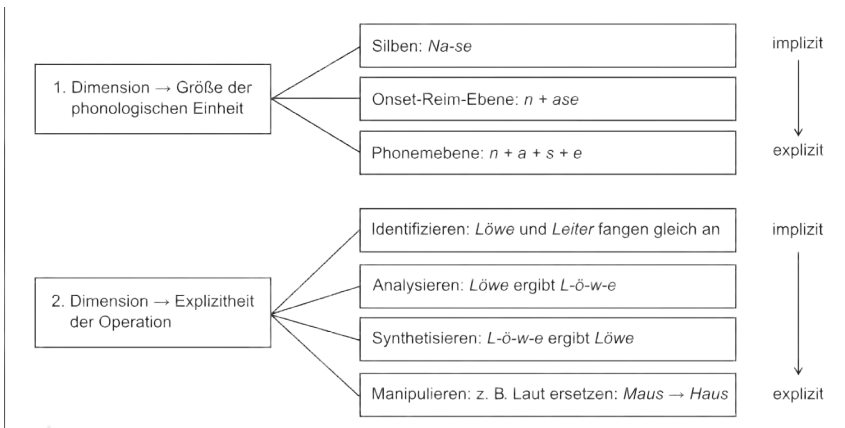 1. Dimension → Größe der
phonologischen Einheit
Silben: Na-se
Onset-Reim-Ebene: n + ase
Phonemebene: n + a + s + e
implizit
explizit
2. Dimension → Explizitheit
der Operation
Identifizieren: Löwe und Leiter fangen gleich an
Analysieren: Löwe ergibt L-ö-w-e
Synthetisieren: L-ö-w-e ergibt Löwe
Manipulieren: z. B. Laut ersetzen: Maus → Haus
implizit
explizit